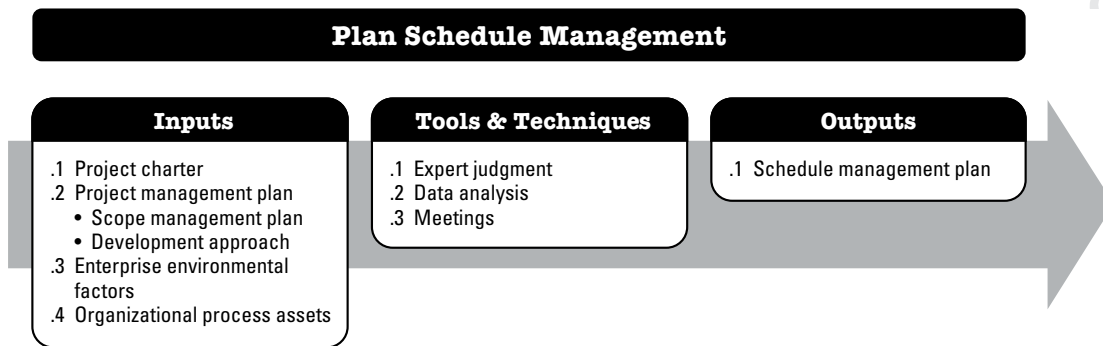 Plan Schedule Management
Inputs
.1 Project charter
.2 Project management plan
• Scope management plan
• Development approach
.3 Enterprise environmental
factors
.4 Organizational process assets
Tools & Techniques
.1 Expert judgment
.2 Data analysis
.3 Meetings
Outputs
.1 Schedule management plan